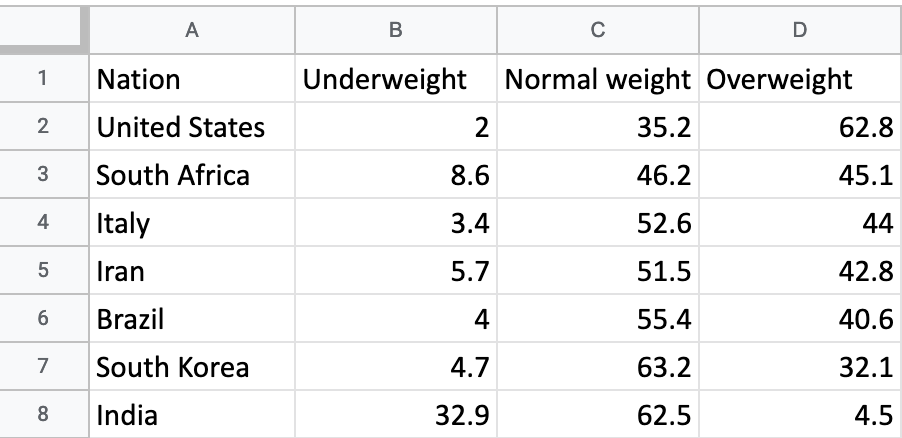 A B C D
1 Nation Underweight Normal weight Overweight
2 United States 2 35.2 62.8
3 South Africa 8.6 46.2 45.1
4 Italy 3.4 52.6 44
5 Iran 5.7 51.5 42.8
6 Brazil 4 55.4 40.6
7 South Korea 4.7 63.2 32.1
8 India 32.9 62.5 4.5